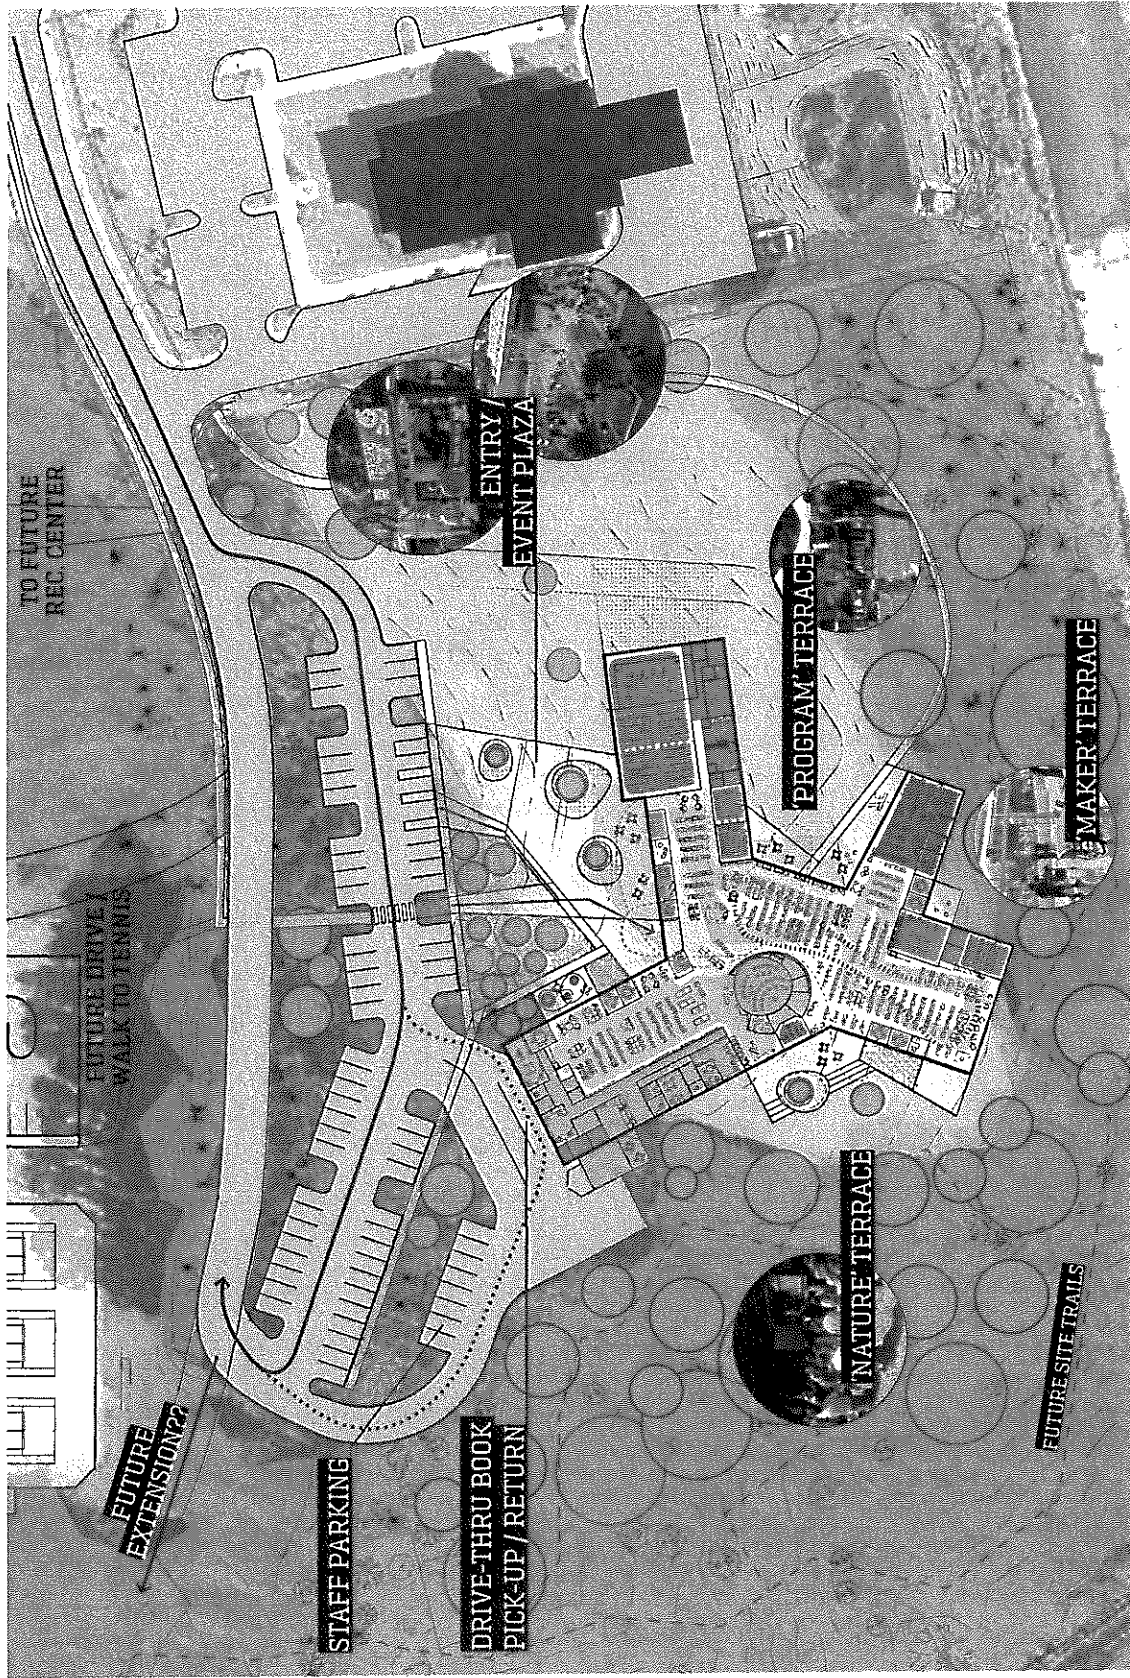 TO FUTURE
REC. CENTER
FUTURE DRIVE /
WALK TO TENNIS
FUTURE
EXTENSION??
ENTRY /
EVENT PLAZA
'PROGRAM' TERRACE
'MAKER' TERRACE
'NATURE' TERRACE
FUTURE SITE TRAILS
STAFF PARKING
DRIVE-THRU BOOK
PICK-UP / RETURN